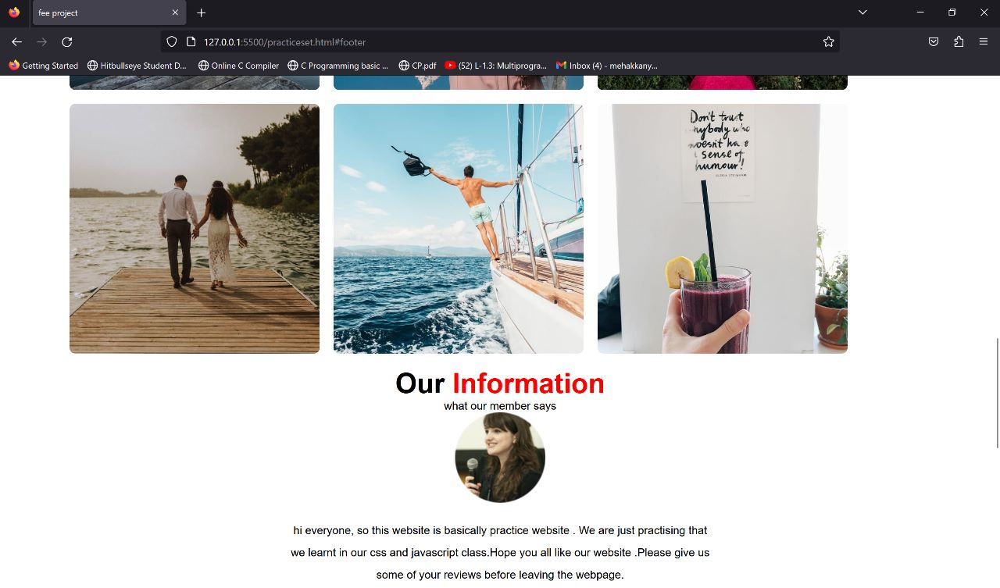 fee project
127.0.0.1:5500/practiceset.html#footer
Getting Started Hitbullseye Student D... Online C Compiler C Programming basic ... CP.pdf (52) L-1.3: Multiprogra... Inbox (4) - mehakkany...
Don't trust
nybody who
oesn't have
sense of
humour!
GLORIA STEINEM
Our Information
what our member says
hi everyone, so this website is basically practice website . We are just practising that
we learnt in our css and javascript class.Hope you all like our website .Please give us
some of your reviews before leaving the webpage.